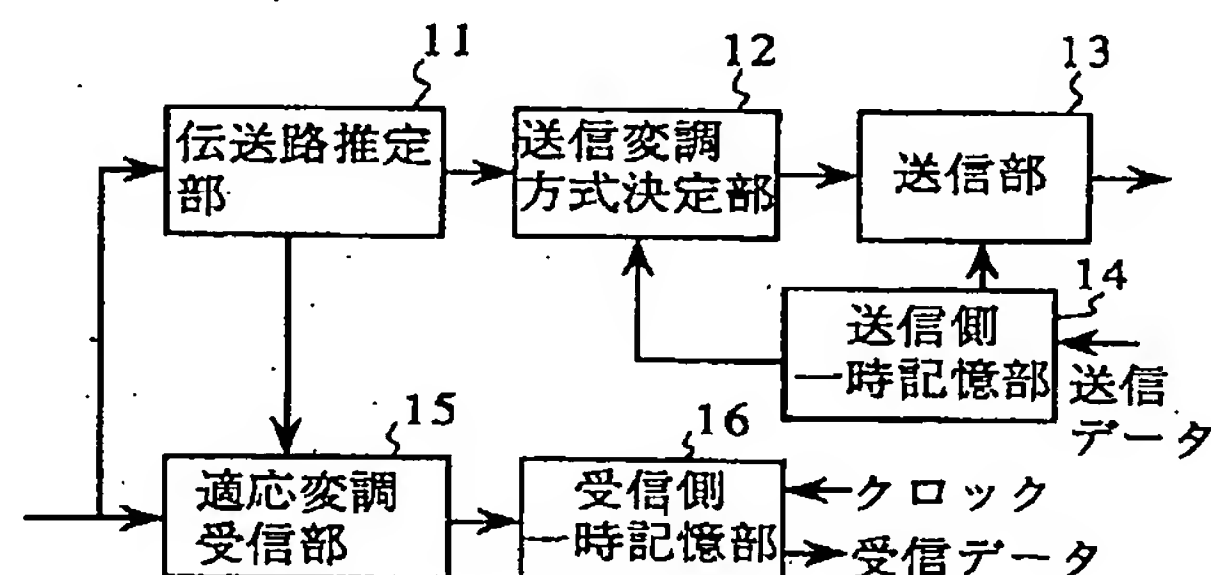 11
伝送路推定
部
12
送信変調
方式決定部
13
送信部
14
送信側
一時記憶部
送信
データ
15
適応変調
受信部
16
受信側
一時記憶部
クロック
受信データ